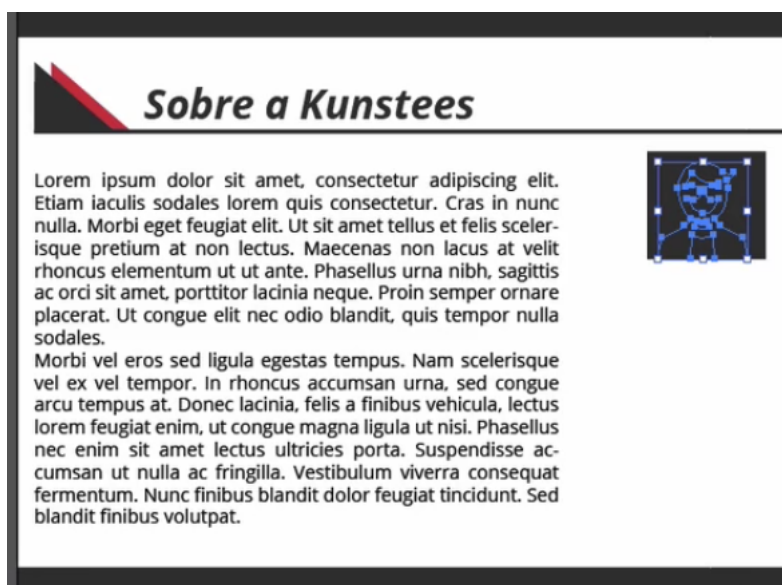 Sobre a Kunstees
Lorem ipsum dolor sit amet, consectetur adipiscing elit.
Etiam iaculis sodales lorem quis consectetur. Cras in nunc
nulla. Morbi eget feugiat elit. Ut sit amet tellus et felis sceler-
isque pretium at non lectus. Maecenas non lacus at velit
rhoncus elementum ut ut ante. Phasellus urna nibh, sagittis
ac orci sit amet, porttitor lacinia neque. Proin semper ornare
placerat. Ut congue elit nec odio blandit, quis tempor nulla
sodales.
Morbi vel eros sed ligula egestas tempus. Nam scelerisque
vel ex vel tempor. In rhoncus accumsan urna, sed congue
arcu tempus at. Donec lacinia, felis a finibus vehicula, lectus
lorem feugiat enim, ut congue magna ligula ut nisi. Phasellus
nec enim sit amet lectus ultricies porta. Suspendisse ac-
cumsan ut nulla ac fringilla. Vestibulum viverra consequat
fermentum. Nunc finibus blandit dolor feugiat tincidunt. Sed
blandit finibus volutpat.